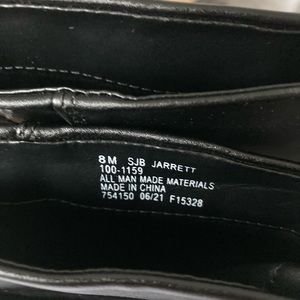 8M SJB JARRETT
100-1159
ALL MAN MADE MATERIALS
MADE IN CHINA
754150 06/21 F15328